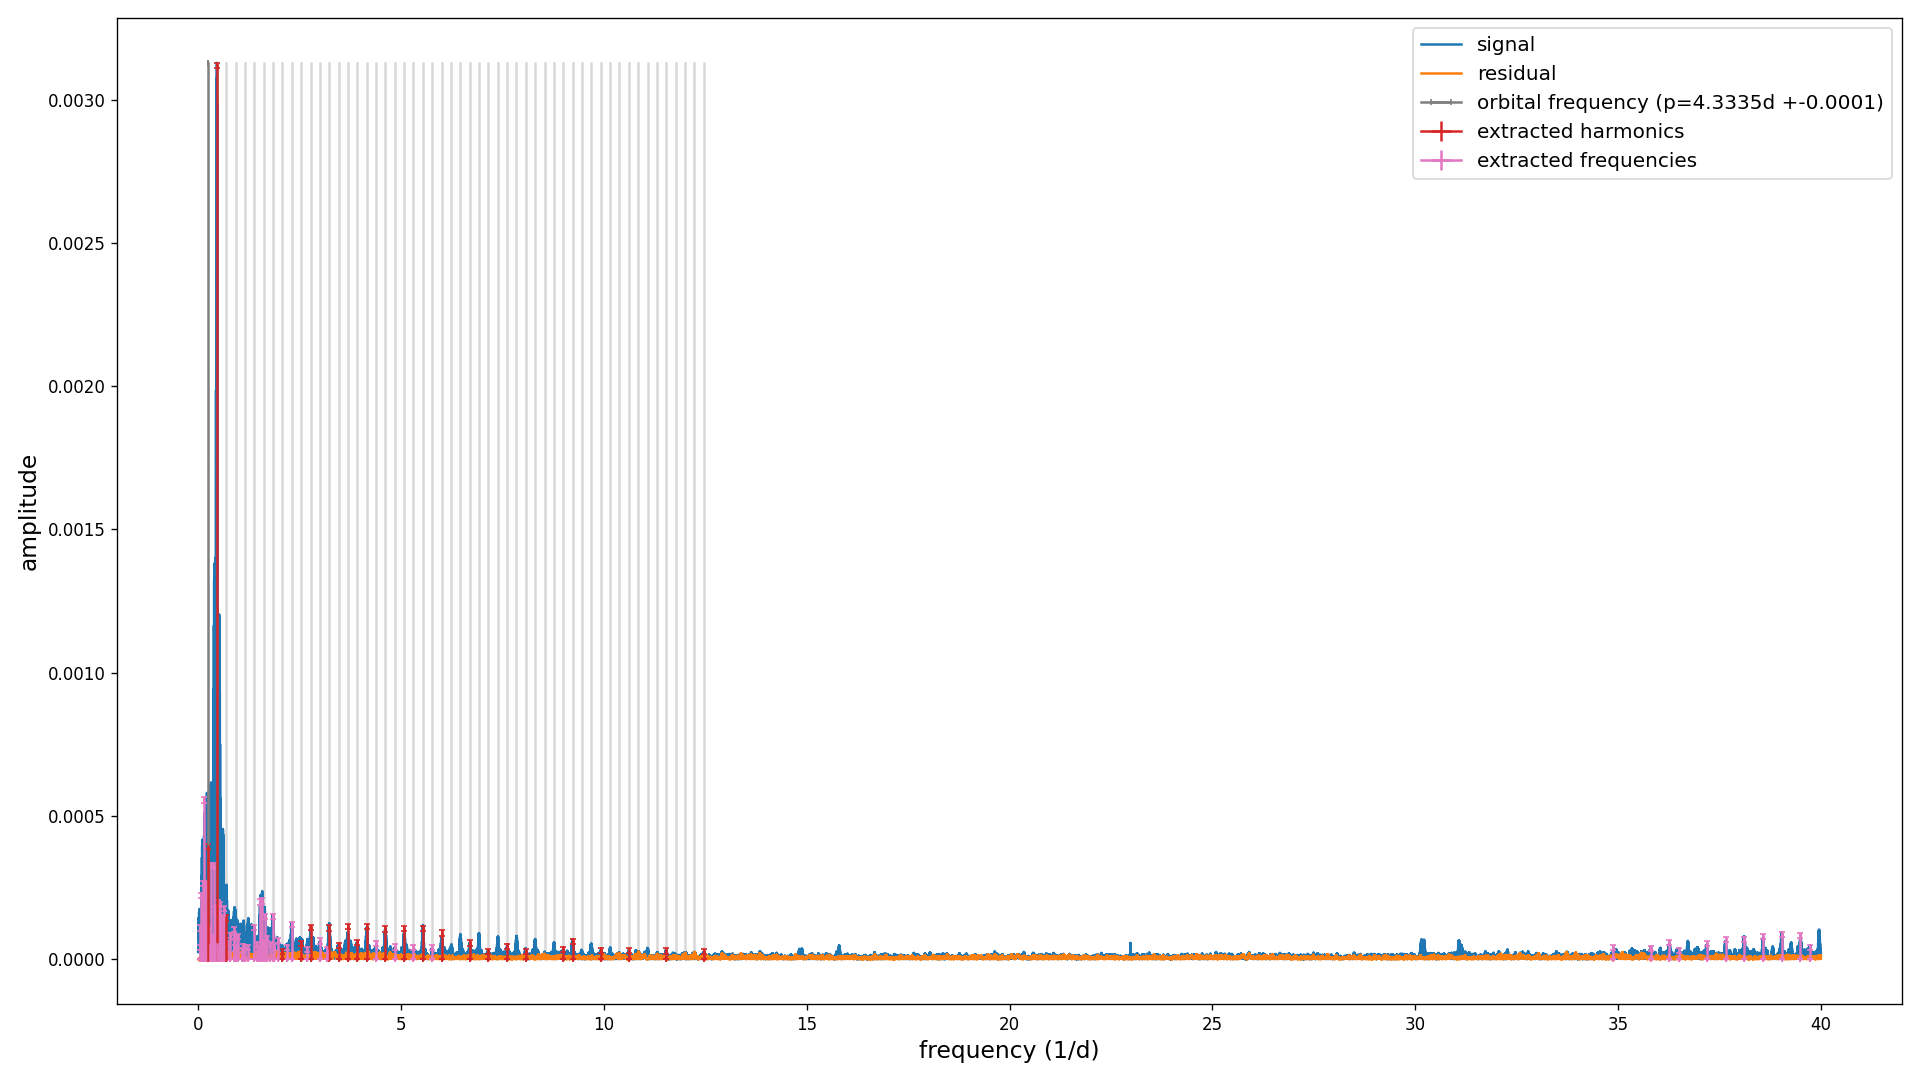 signal
residual
orbital frequency (p=4.3335d +-0.0001)
extracted harmonics
extracted frequencies
amplitude
0.0030
0.0025
0.0020
0.0015
0.0010
0.0005
0.0000
0 5 10 15 20 25 30 35 40
frequency (1/d)